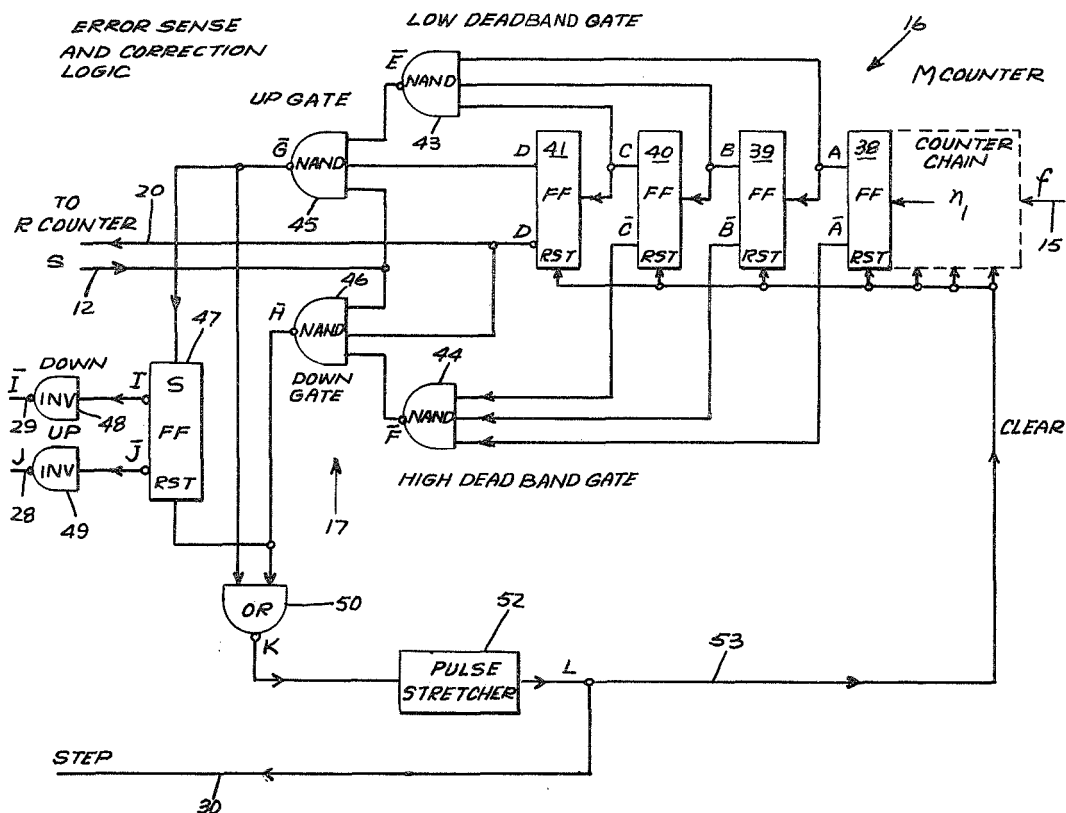 ERROR SENSE
AND CORRECTION
LOGIC
LOW DEADBAND GATE
16
M COUNTER
Ē
NAND
43
UP GATE
Ḡ
NAND
45
D
41
FF
D
RST
C
40
FF
C̄
RST
B
39
FF
B̄
RST
A
38
FF
Ā
RST
COUNTER
CHAIN
n1
f
15
20
TO
R COUNTER
S
12
46
H̄
NAND
DOWN
GATE
44
NAND
F̄
HIGH DEAD BAND GATE
17
CLEAR
47
DOWN
Ī
INV
I
S
29
48
UP
FF
J
INV
J̄
RST
28
49
OR
50
K
52
PULSE
STRETCHER
L
53
STEP
30